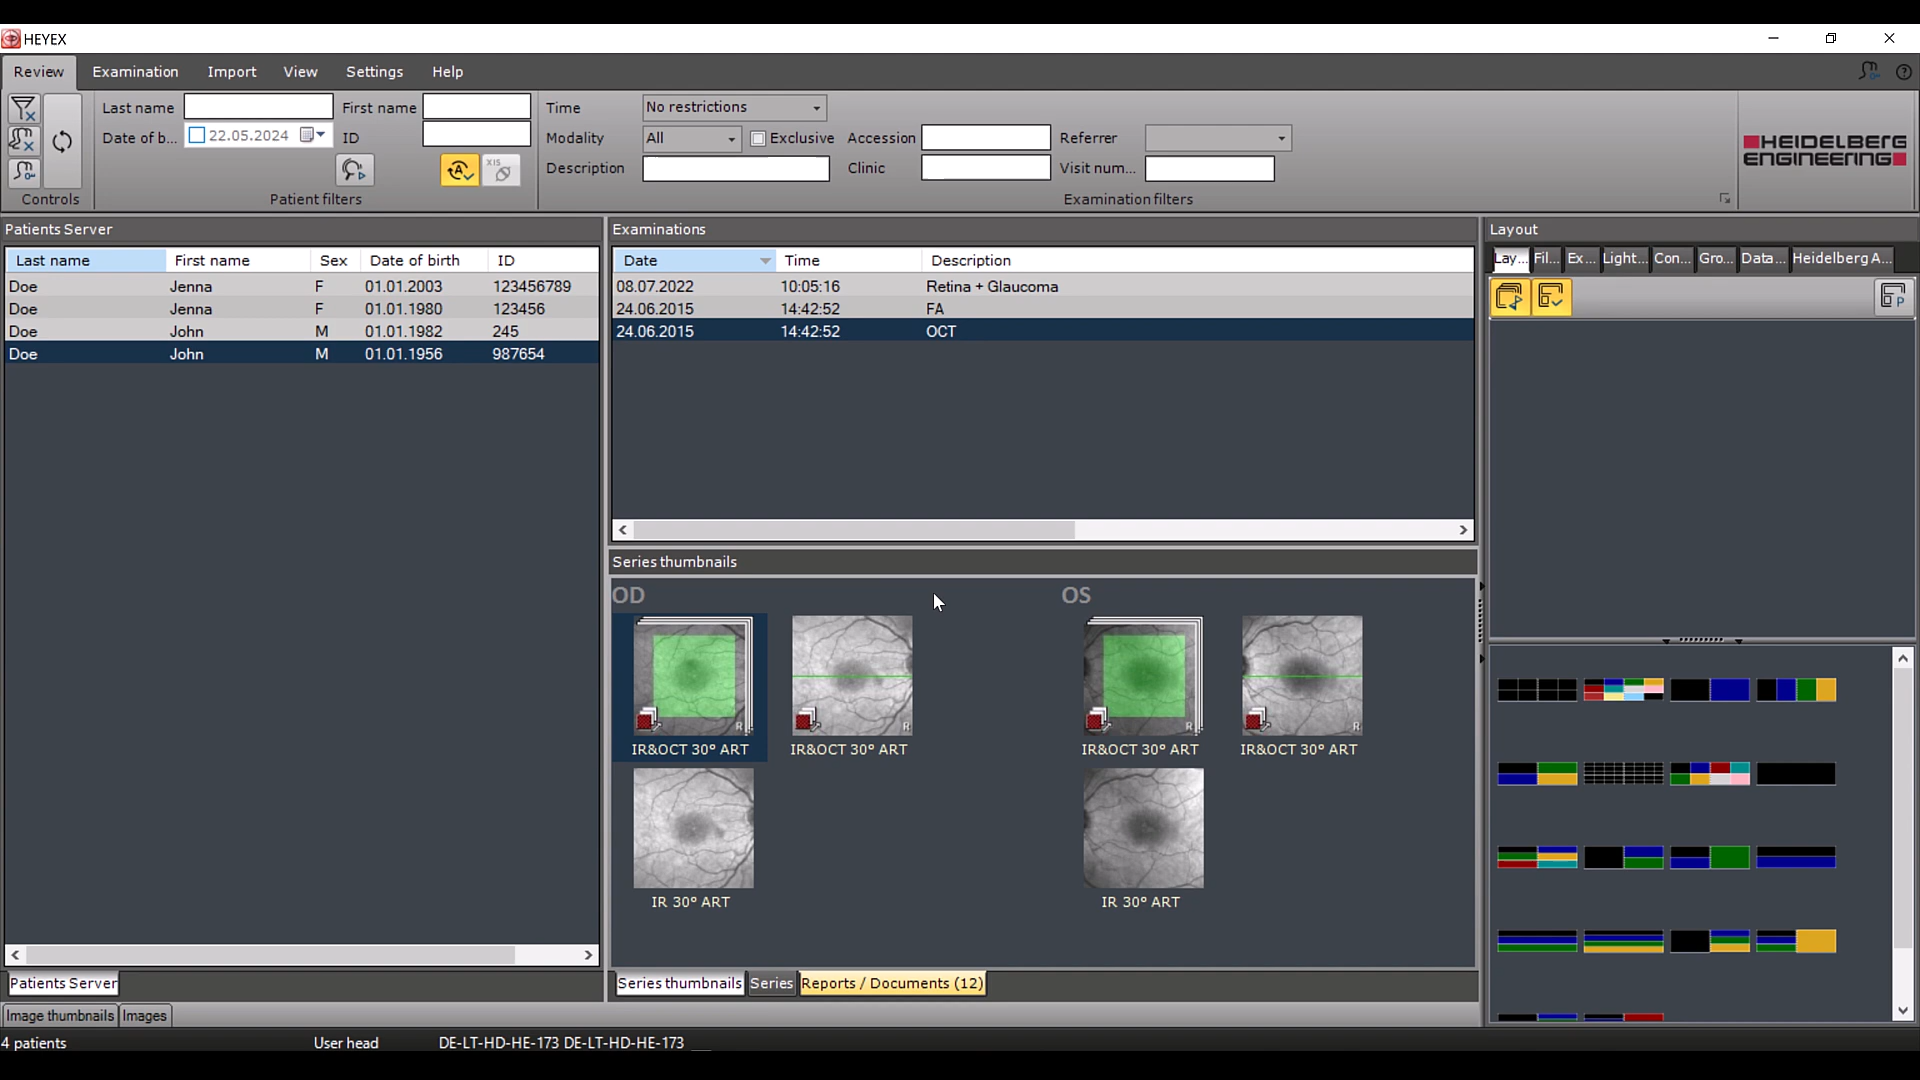 HEYEX
Review Examination Import View Settings Help
Last name First name Time No restrictions
Date of b... 22.05.2024 ID Modality All Exclusive Accession Referrer
XIS
Description Clinic Visit num...
Controls Patient filters Examination filters
HEIDELBERG
ENGINEERING
Patients Server
Last name First name Sex Date of birth ID
Doe Jenna F 01.01.2003 123456789
Doe Jenna F 01.01.1980 123456
Doe John M 01.01.1982 245
Doe John M 01.01.1956 987654
Examinations
Date Time Description
08.07.2022 10:05:16 Retina + Glaucoma
24.06.2015 14:42:52 FA
24.06.2015 14:42:52 OCT
Series thumbnails
OD OS
R R R R
IR&OCT 30° ART IR&OCT 30° ART IR&OCT 30° ART IR&OCT 30° ART
IR 30° ART IR 30° ART
Series thumbnails Series Reports / Documents (12)
Layout
Lay... Fil... Ex... Light... Con... Gro... Data... Heidelberg A...
P
Patients Server
Image thumbnails Images
4 patients User head DE-LT-HD-HE-173 DE-LT-HD-HE-173